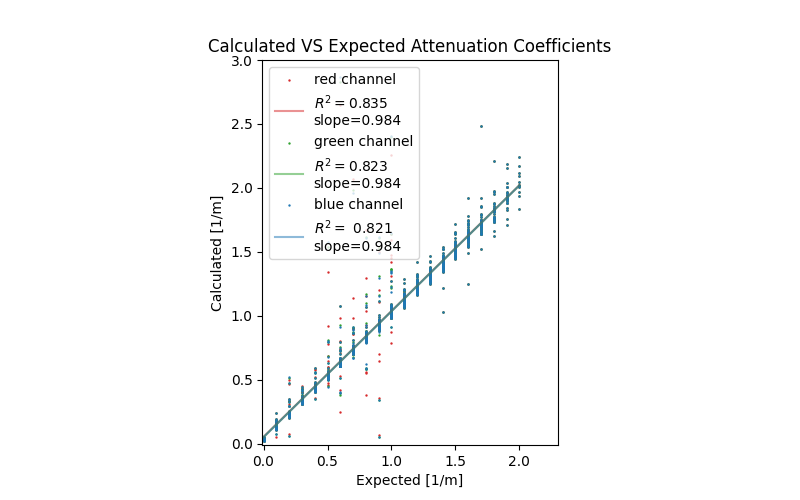 Calculated VS Expected Attenuation Coefficients
3.0
2.5
2.0
1.5
1.0
0.5
0.0
Calculated [1/m]
red channel
R² = 0.835
slope=0.984
green channel
R² = 0.823
slope=0.984
blue channel
R² = 0.821
slope=0.984
0.0 0.5 1.0 1.5 2.0
Expected [1/m]